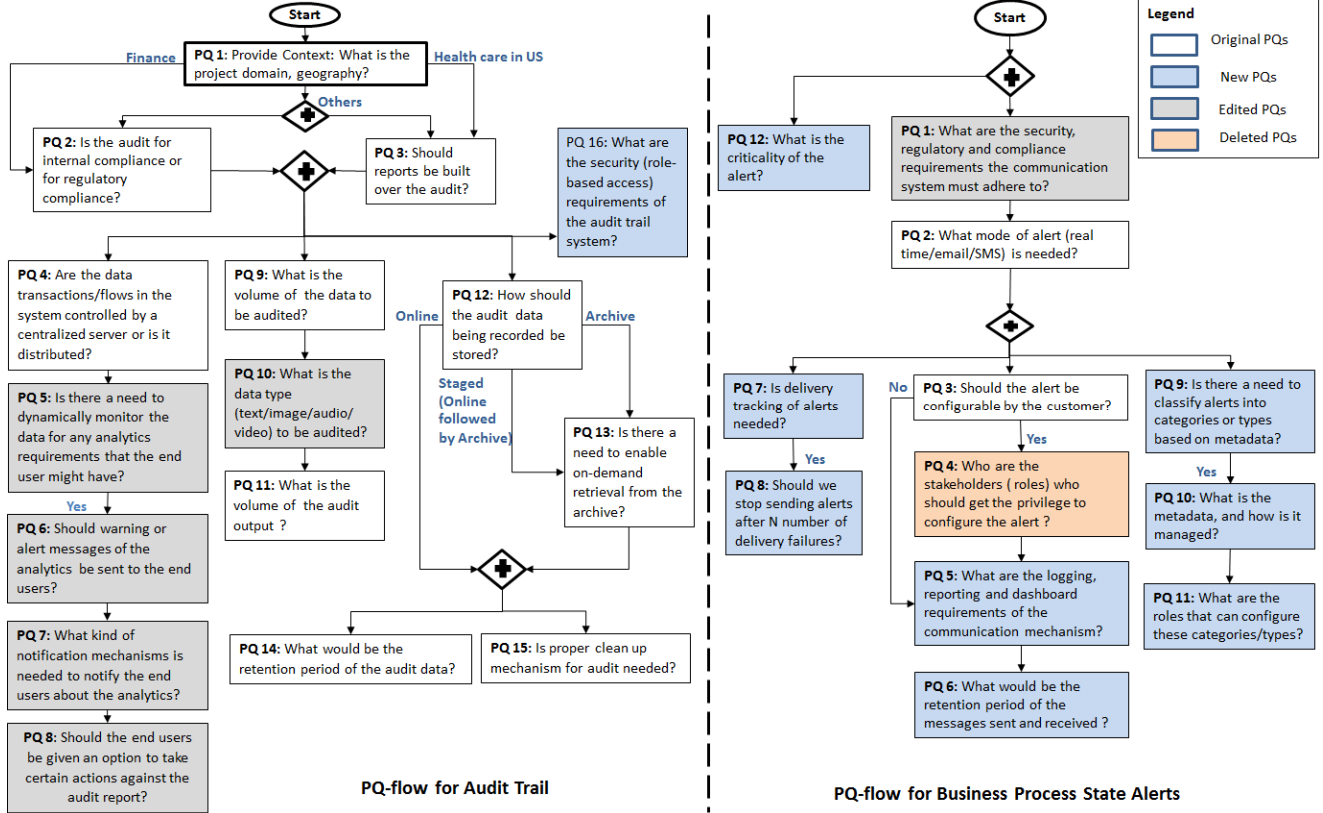 Start
Finance
PQ 1: Provide Context: What is the
project domain, geography?
Health care in US
Others
PQ 2: Is the audit for
internal compliance or
for regulatory
compliance?
PQ 3: Should
reports be built
over the audit?
PQ 16: What are
the security (role-
based access)
requirements of
the audit trail
system?
PQ 4: Are the data
transactions/flows in the
system controlled by a
centralized server or is it
distributed?
PQ 5: Is there a need to
dynamically monitor the
data for any analytics
requirements that the end
user might have?
Yes
PQ 6: Should warning or
alert messages of the
analytics be sent to the end
users?
PQ 7: What kind of
notification mechanisms is
needed to notify the end
users about the analytics?
PQ 8: Should the end users
be given an option to take
certain actions against the
audit report?
PQ 9: What is the
volume of the data to
be audited?
PQ 10: What is the
data type
(text/image/audio/
video) to be audited?
PQ 11: What is the
volume of the audit
output ?
PQ 12: How should
the audit data
being recorded be
stored?
Online
Archive
Staged
(Online
followed
by Archive)
PQ 13: Is there a
need to enable
on-demand
retrieval from the
archive?
PQ 14: What would be the
retention period of the audit data?
PQ 15: Is proper clean up
mechanism for audit needed?
PQ-flow for Audit Trail
Start
Legend
Original PQs
New PQs
Edited PQs
Deleted PQs
PQ 12: What is the
criticality of the
alert?
PQ 1: What are the security,
regulatory and compliance
requirements the communication
system must adhere to?
PQ 2: What mode of alert (real
time/email/SMS) is needed?
PQ 7: Is delivery
tracking of alerts
needed?
Yes
PQ 8: Should we
stop sending alerts
after N number of
delivery failures?
No
PQ 3: Should the alert be
configurable by the customer?
Yes
PQ 4: Who are the
stakeholders ( roles) who
should get the privilege to
configure the alert ?
PQ 5: What are the logging,
reporting and dashboard
requirements of the
communication mechanism?
PQ 6: What would be the
retention period of the
messages sent and received ?
PQ 9: Is there a need to
classify alerts into
categories or types
based on metadata?
Yes
PQ 10: What is the
metadata, and how is it
managed?
PQ 11: What are the
roles that can configure
these categories/types?
PQ-flow for Business Process State Alerts